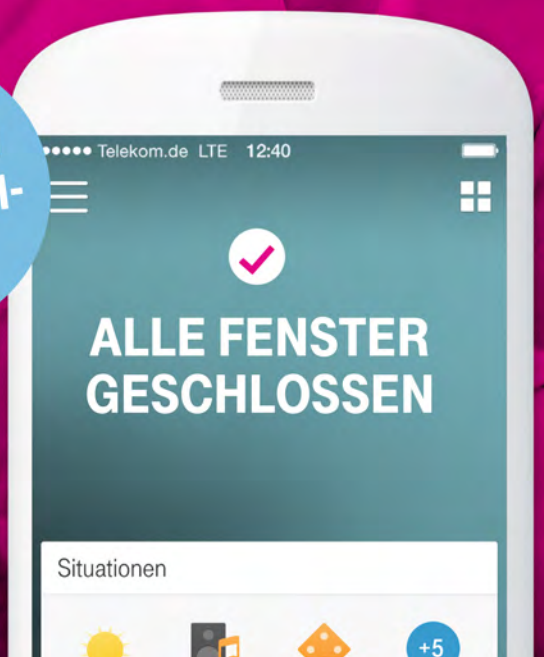 Telekom.de LTE 12:40
ALLE FENSTER
GESCHLOSSEN
Situationen
+5